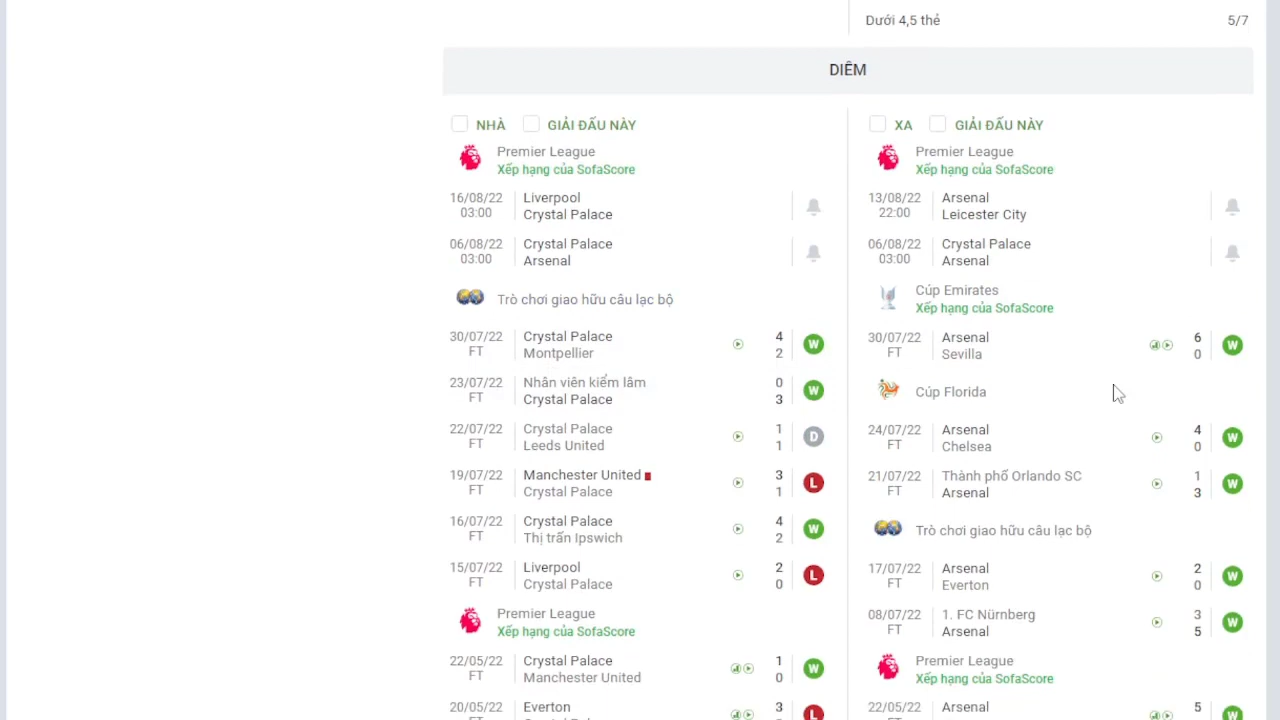 Dưới 4,5 thẻ 5/7
DIÊM
NHÀ GIẢI ĐẤU NÀY
Premier League
Xếp hạng của SofaScore
16/08/22 Liverpool
03:00 Crystal Palace
06/08/22 Crystal Palace
03:00 Arsenal
Trò chơi giao hữu câu lạc bộ
30/07/22 Crystal Palace 4
FT Montpellier 2 W
23/07/22 Nhân viên kiểm lâm 0
FT Crystal Palace 3 W
22/07/22 Crystal Palace 1
FT Leeds United 1 D
19/07/22 Manchester United 3
FT Crystal Palace 1 L
16/07/22 Crystal Palace 4
FT Thị trấn Ipswich 2 W
15/07/22 Liverpool 2
FT Crystal Palace 0 L
Premier League
Xếp hạng của SofaScore
22/05/22 Crystal Palace 1
FT Manchester United 0 W
20/05/22 Everton 3 L
XA GIẢI ĐẤU NÀY
Premier League
Xếp hạng của SofaScore
13/08/22 Arsenal
22:00 Leicester City
06/08/22 Crystal Palace
03:00 Arsenal
Cúp Emirates
Xếp hạng của SofaScore
30/07/22 Arsenal 6
FT Sevilla 0 W
Cúp Florida
24/07/22 Arsenal 4
FT Chelsea 0 W
21/07/22 Thành phố Orlando SC 1
FT Arsenal 3 W
Trò chơi giao hữu câu lạc bộ
17/07/22 Arsenal 2
FT Everton 0 W
08/07/22 1. FC Nürnberg 3
FT Arsenal 5 W
Premier League
Xếp hạng của SofaScore
22/05/22 Arsenal 5 W